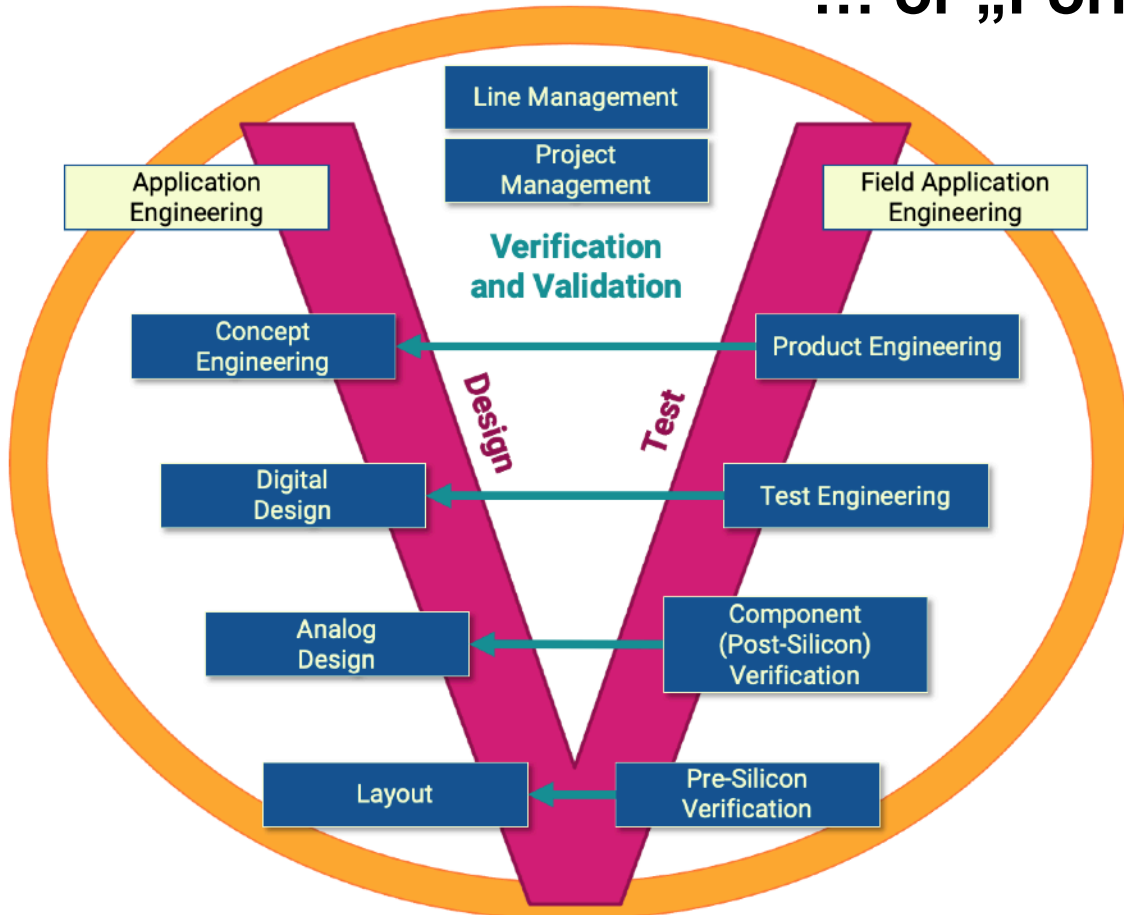 ... or
Line Management
Project
Management
Application
Engineering
Field Application
Engineering
Verification
and Validation
Concept
Engineering
Product Engineering
Design
Test
Digital
Design
Test Engineering
Analog
Design
Component
(Post-Silicon)
Verification
Layout
Pre-Silicon
Verification